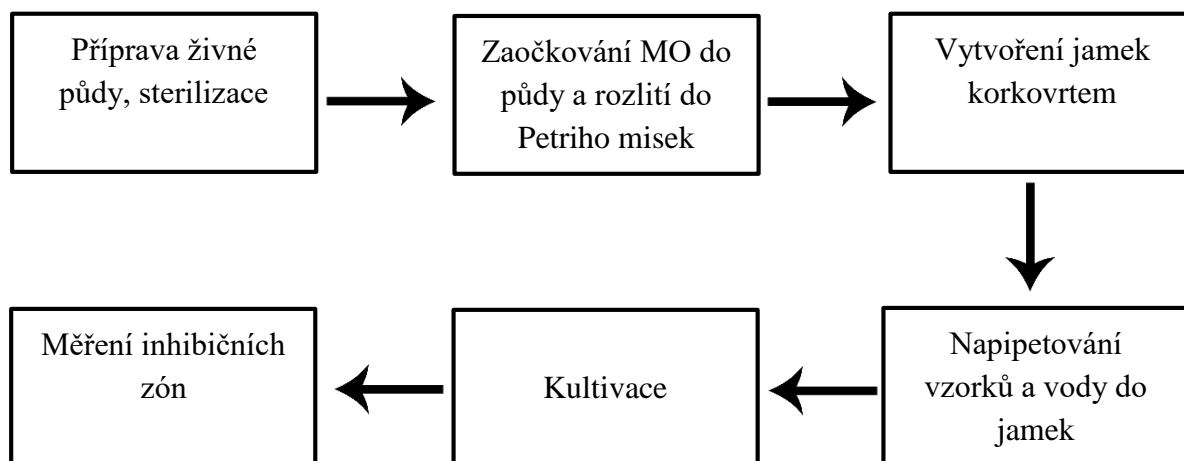 Příprava živné
půdy, sterilizace
Zaočkování MO do
půdy a rozlití do
Petriho misek
Vytvoření jamek
korkovrtem
Napipetování
vzorků a vody do
jamek
Kultivace
Měření inhibičních
zón